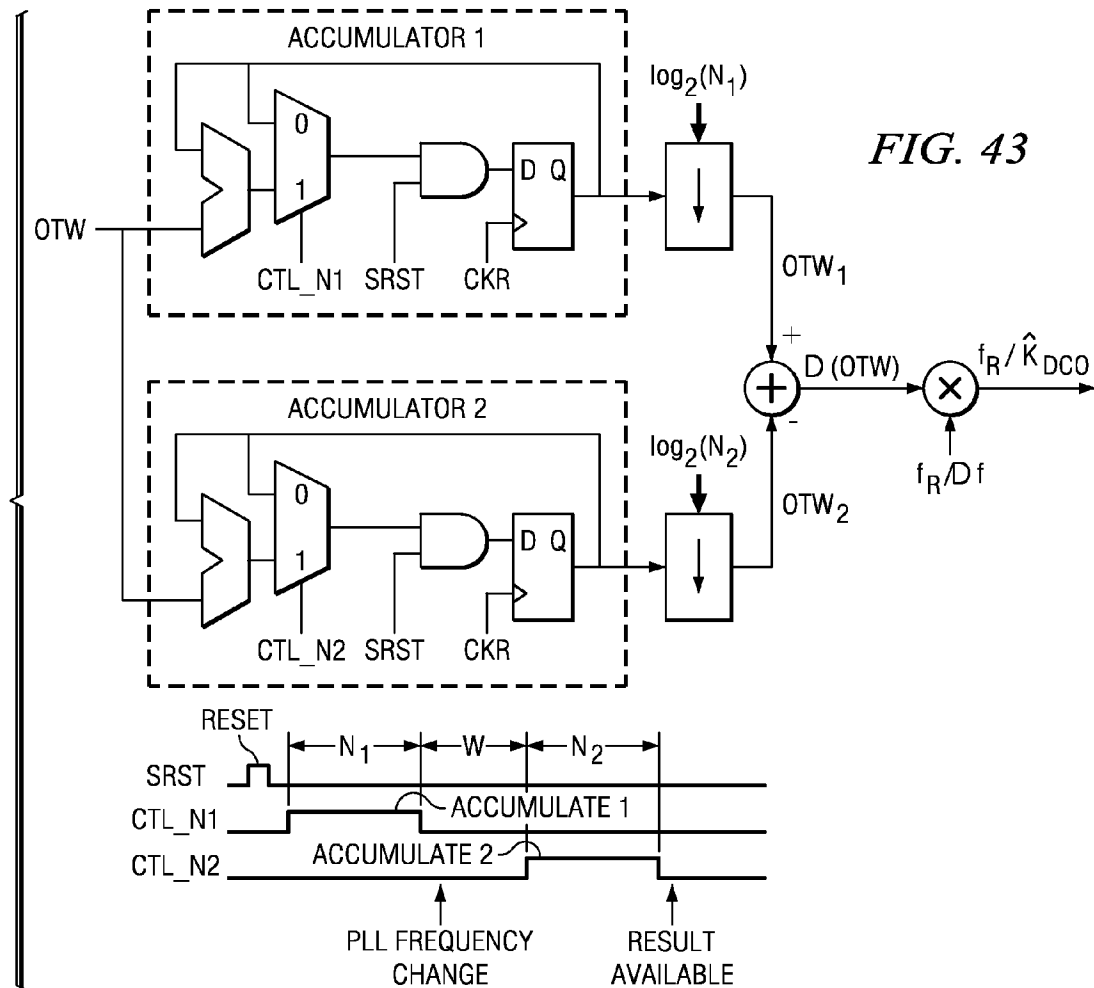 ACCUMULATOR 1
log2(N1)
FIG. 43
0
1
D Q
OTW
CTL_N1 SRST CKR
OTW1
+
D (OTW)
fR / K̂DCO
-
fR/Df
ACCUMULATOR 2
log2(N2)
0
1
D Q
OTW2
CTL_N2 SRST CKR
RESET
N1 W N2
SRST
CTL_N1
ACCUMULATE 1
CTL_N2
ACCUMULATE 2
PLL FREQUENCY
CHANGE
RESULT
AVAILABLE